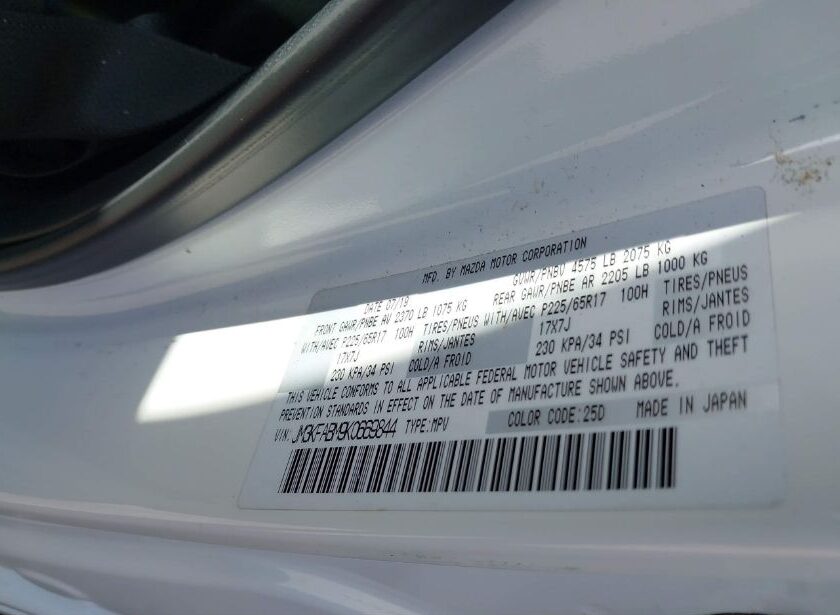 MFD. BY MAZDA MOTOR CORPORATION
DATE 07/19 GVWR/PNBV 4575 LB 2075 KG
FRONT GAWR/PNBE AV 2370 LB 1075 KG REAR GAWR/PNBE AR 2205 LB 1000 KG
WITH/AVEC P225/65R17 100H TIRES/PNEUS WITH/AVEC P225/65R17 100H TIRES/PNEUS
17X7J RIMS/JANTES 17X7J RIMS/JANTES
230 KPA/34 PSI COLD/A FROID 230 KPA/34 PSI COLD/A FROID
THIS VEHICLE CONFORMS TO ALL APPLICABLE FEDERAL MOTOR VEHICLE SAFETY AND THEFT
PREVENTION STANDARDS IN EFFECT ON THE DATE OF MANUFACTURE SHOWN ABOVE.
VIN: JM3KFABM9K0669844 TYPE:MPV COLOR CODE:25D MADE IN JAPAN